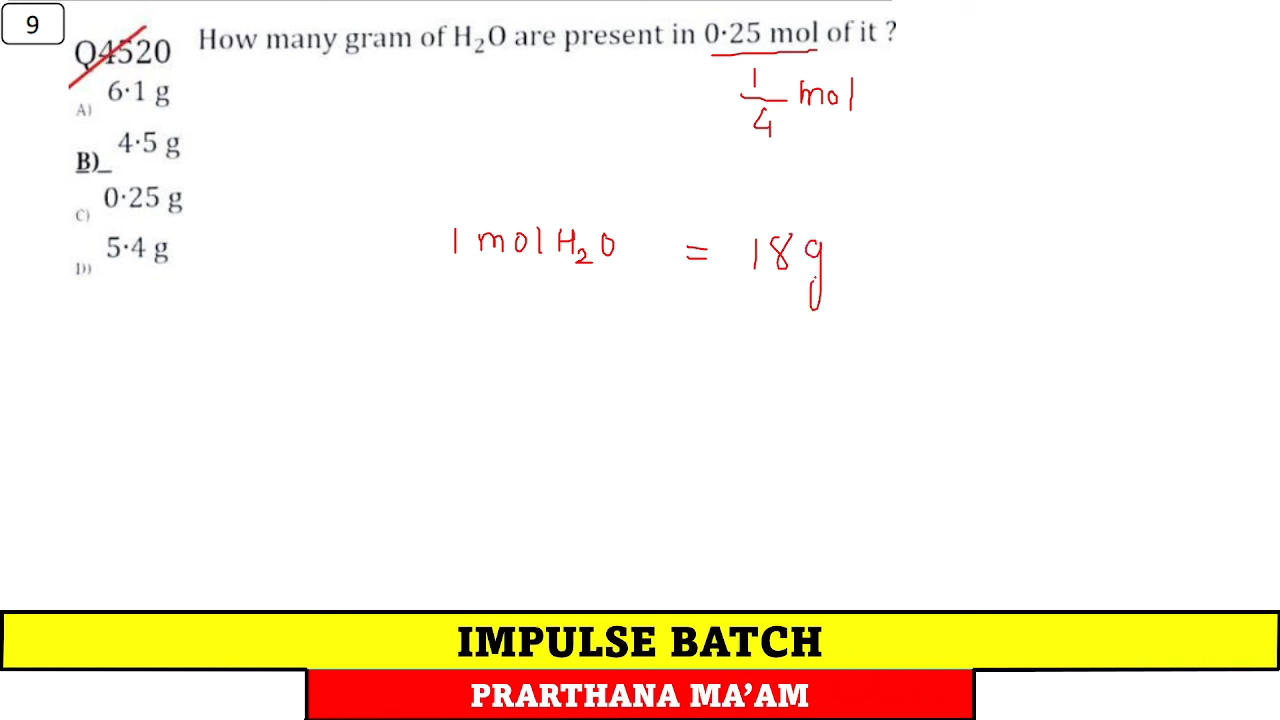 9
Q4520 How many gram of H₂O are present in 0·25 mol of it ?
1/4 mol
A) 6·1 g
B)_ 4·5 g
C) 0·25 g
D) 5·4 g
1 mol H₂O = 18g
IMPULSE BATCH
PRARTHANA MA’AM